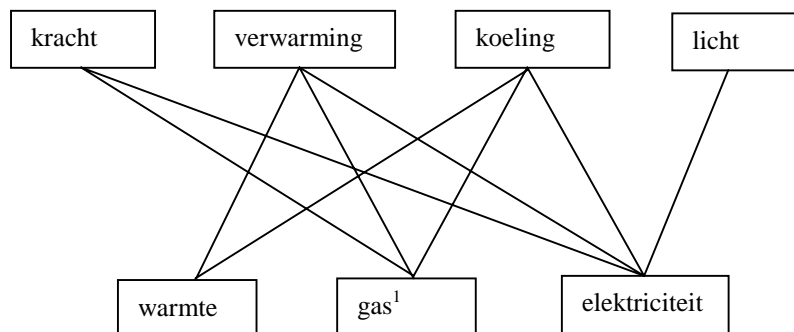 kracht
verwarming
koeling
licht
warmte
gas¹
elektriciteit